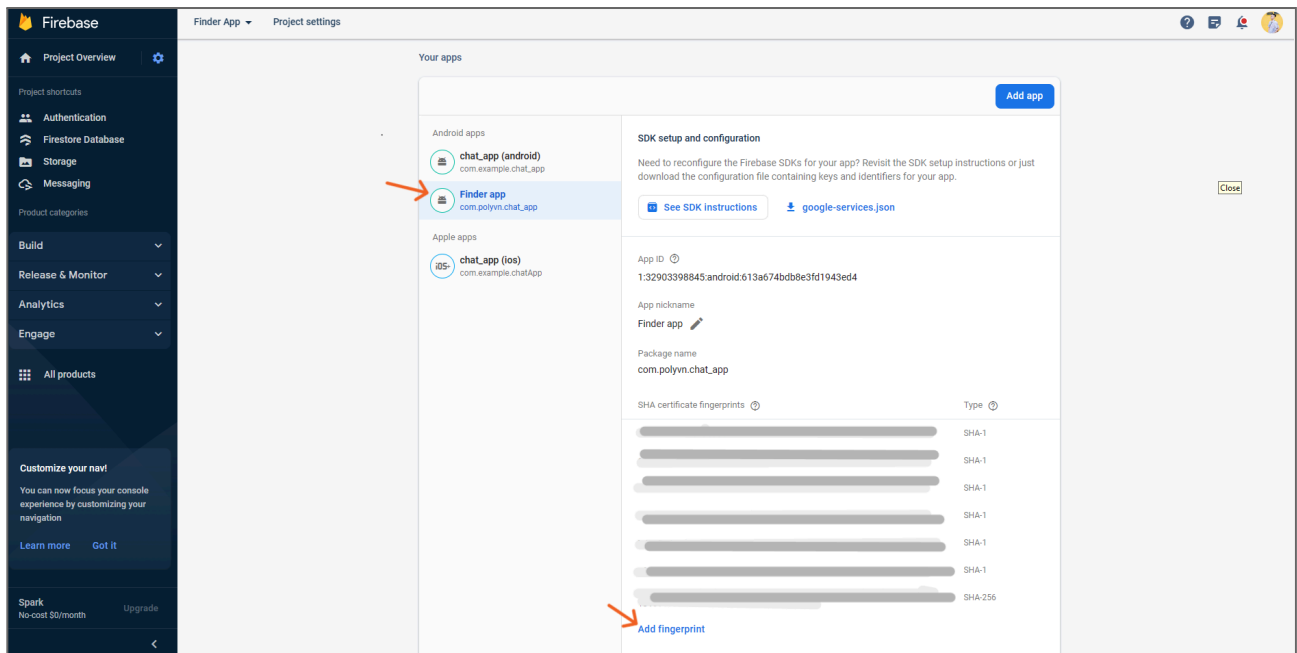 Firebase
Finder App
Project settings
Project Overview
Project shortcuts
Authentication
Firestore Database
Storage
Messaging
Product categories
Build
Release & Monitor
Analytics
Engage
All products
Customize your nav!
You can now focus your console
experience by customizing your
navigation
Learn more
Got it
Spark
No-cost $0/month
Upgrade
Your apps
Add app
Android apps
chat_app (android)
com.example.chat_app
Finder app
com.polyvn.chat_app
Apple apps
iOS+
chat_app (ios)
com.example.chatApp
SDK setup and configuration
Need to reconfigure the Firebase SDKs for your app? Revisit the SDK setup instructions or just
download the configuration file containing keys and identifiers for your app.
See SDK instructions
google-services.json
App ID
1:32903398845:android:613a674bdb8e3fd1943ed4
App nickname
Finder app
Package name
com.polyvn.chat_app
SHA certificate fingerprints
Type
SHA-1
SHA-1
SHA-1
SHA-1
SHA-1
SHA-1
SHA-256
Add fingerprint
Close